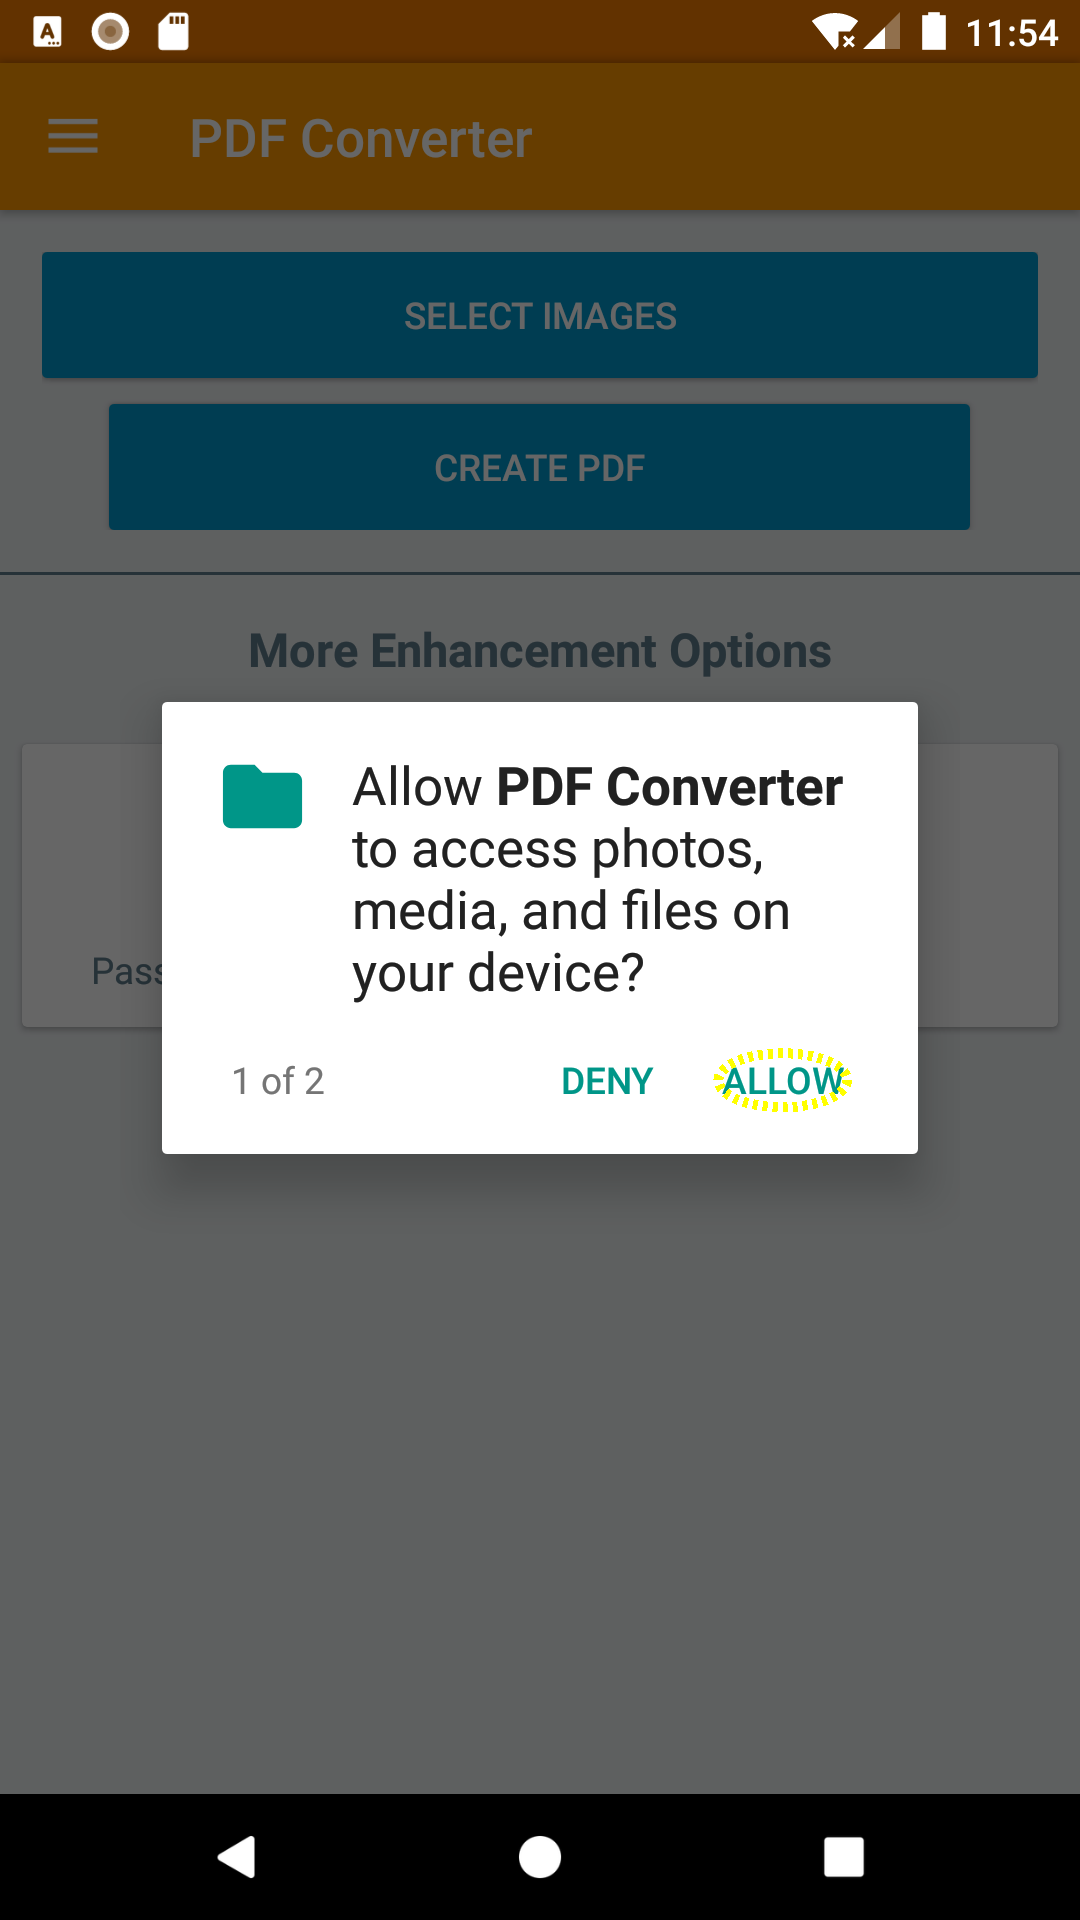 11:54
PDF Converter
SELECT IMAGES
CREATE PDF
More Enhancement Options
Allow PDF Converter
to access photos,
media, and files on
your device?
1 of 2
DENY
ALLOW